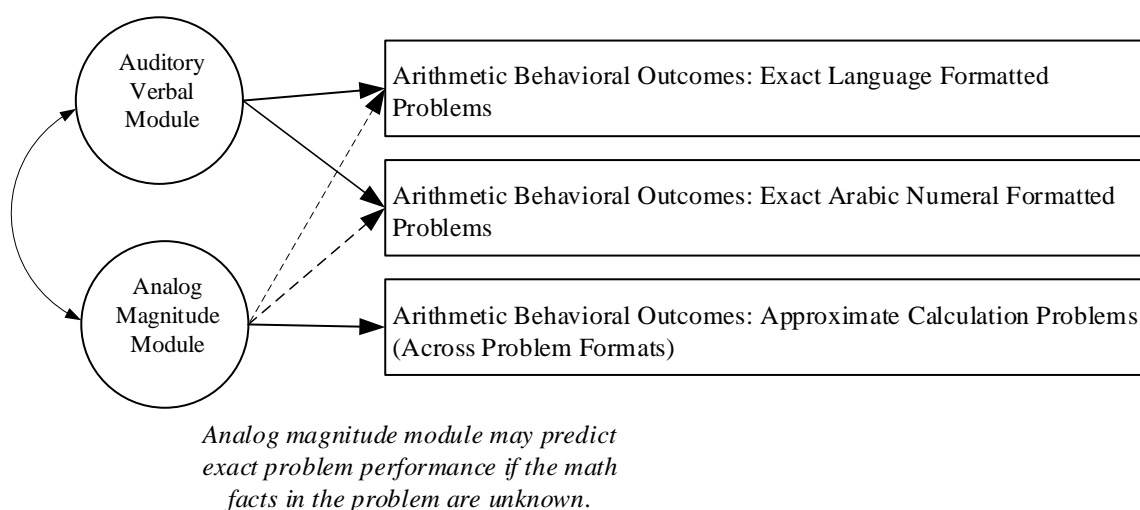 Auditory
Verbal
Module
Arithmetic Behavioral Outcomes: Exact Language Formatted
Problems
Arithmetic Behavioral Outcomes: Exact Arabic Numeral Formatted
Problems
Analog
Magnitude
Module
Arithmetic Behavioral Outcomes: Approximate Calculation Problems
(Across Problem Formats)
Analog magnitude module may predict
exact problem performance if the math
facts in the problem are unknown.